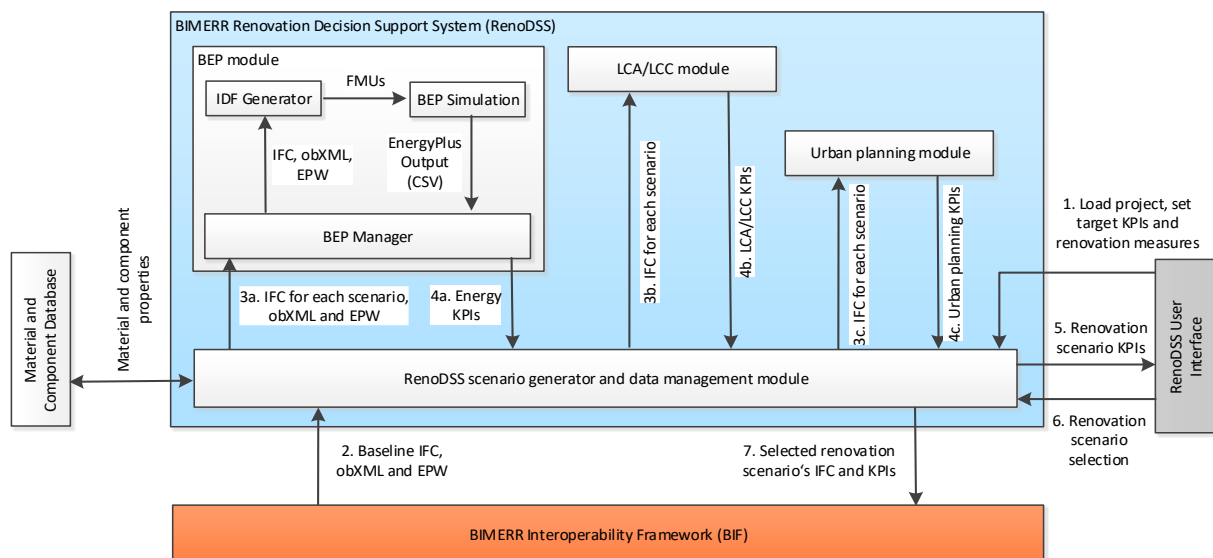 BIMERR Renovation Decision Support System (RenoDSS)
BEP module
IDF Generator
FMUs
BEP Simulation
IFC, obXML,
EPW
EnergyPlus
Output
(CSV)
BEP Manager
LCA/LCC module
Urban planning module
3a. IFC for each scenario,
obXML and EPW
4a. Energy
KPIs
3b. IFC for each scenario
4b. LCA/LCC KPIs
3c. IFC for each scenario
4c. Urban planning KPIs
1. Load project, set
target KPIs and
renovation measures
Material and
Component Database
Material and component
properties
RenoDSS scenario generator and data management module
5. Renovation
scenario KPIs
RenoDSS User
Interface
6. Renovation
scenario
selection
2. Baseline IFC,
obXML and EPW
7. Selected renovation
scenario‘s IFC and KPIs
BIMERR Interoperability Framework (BIF)